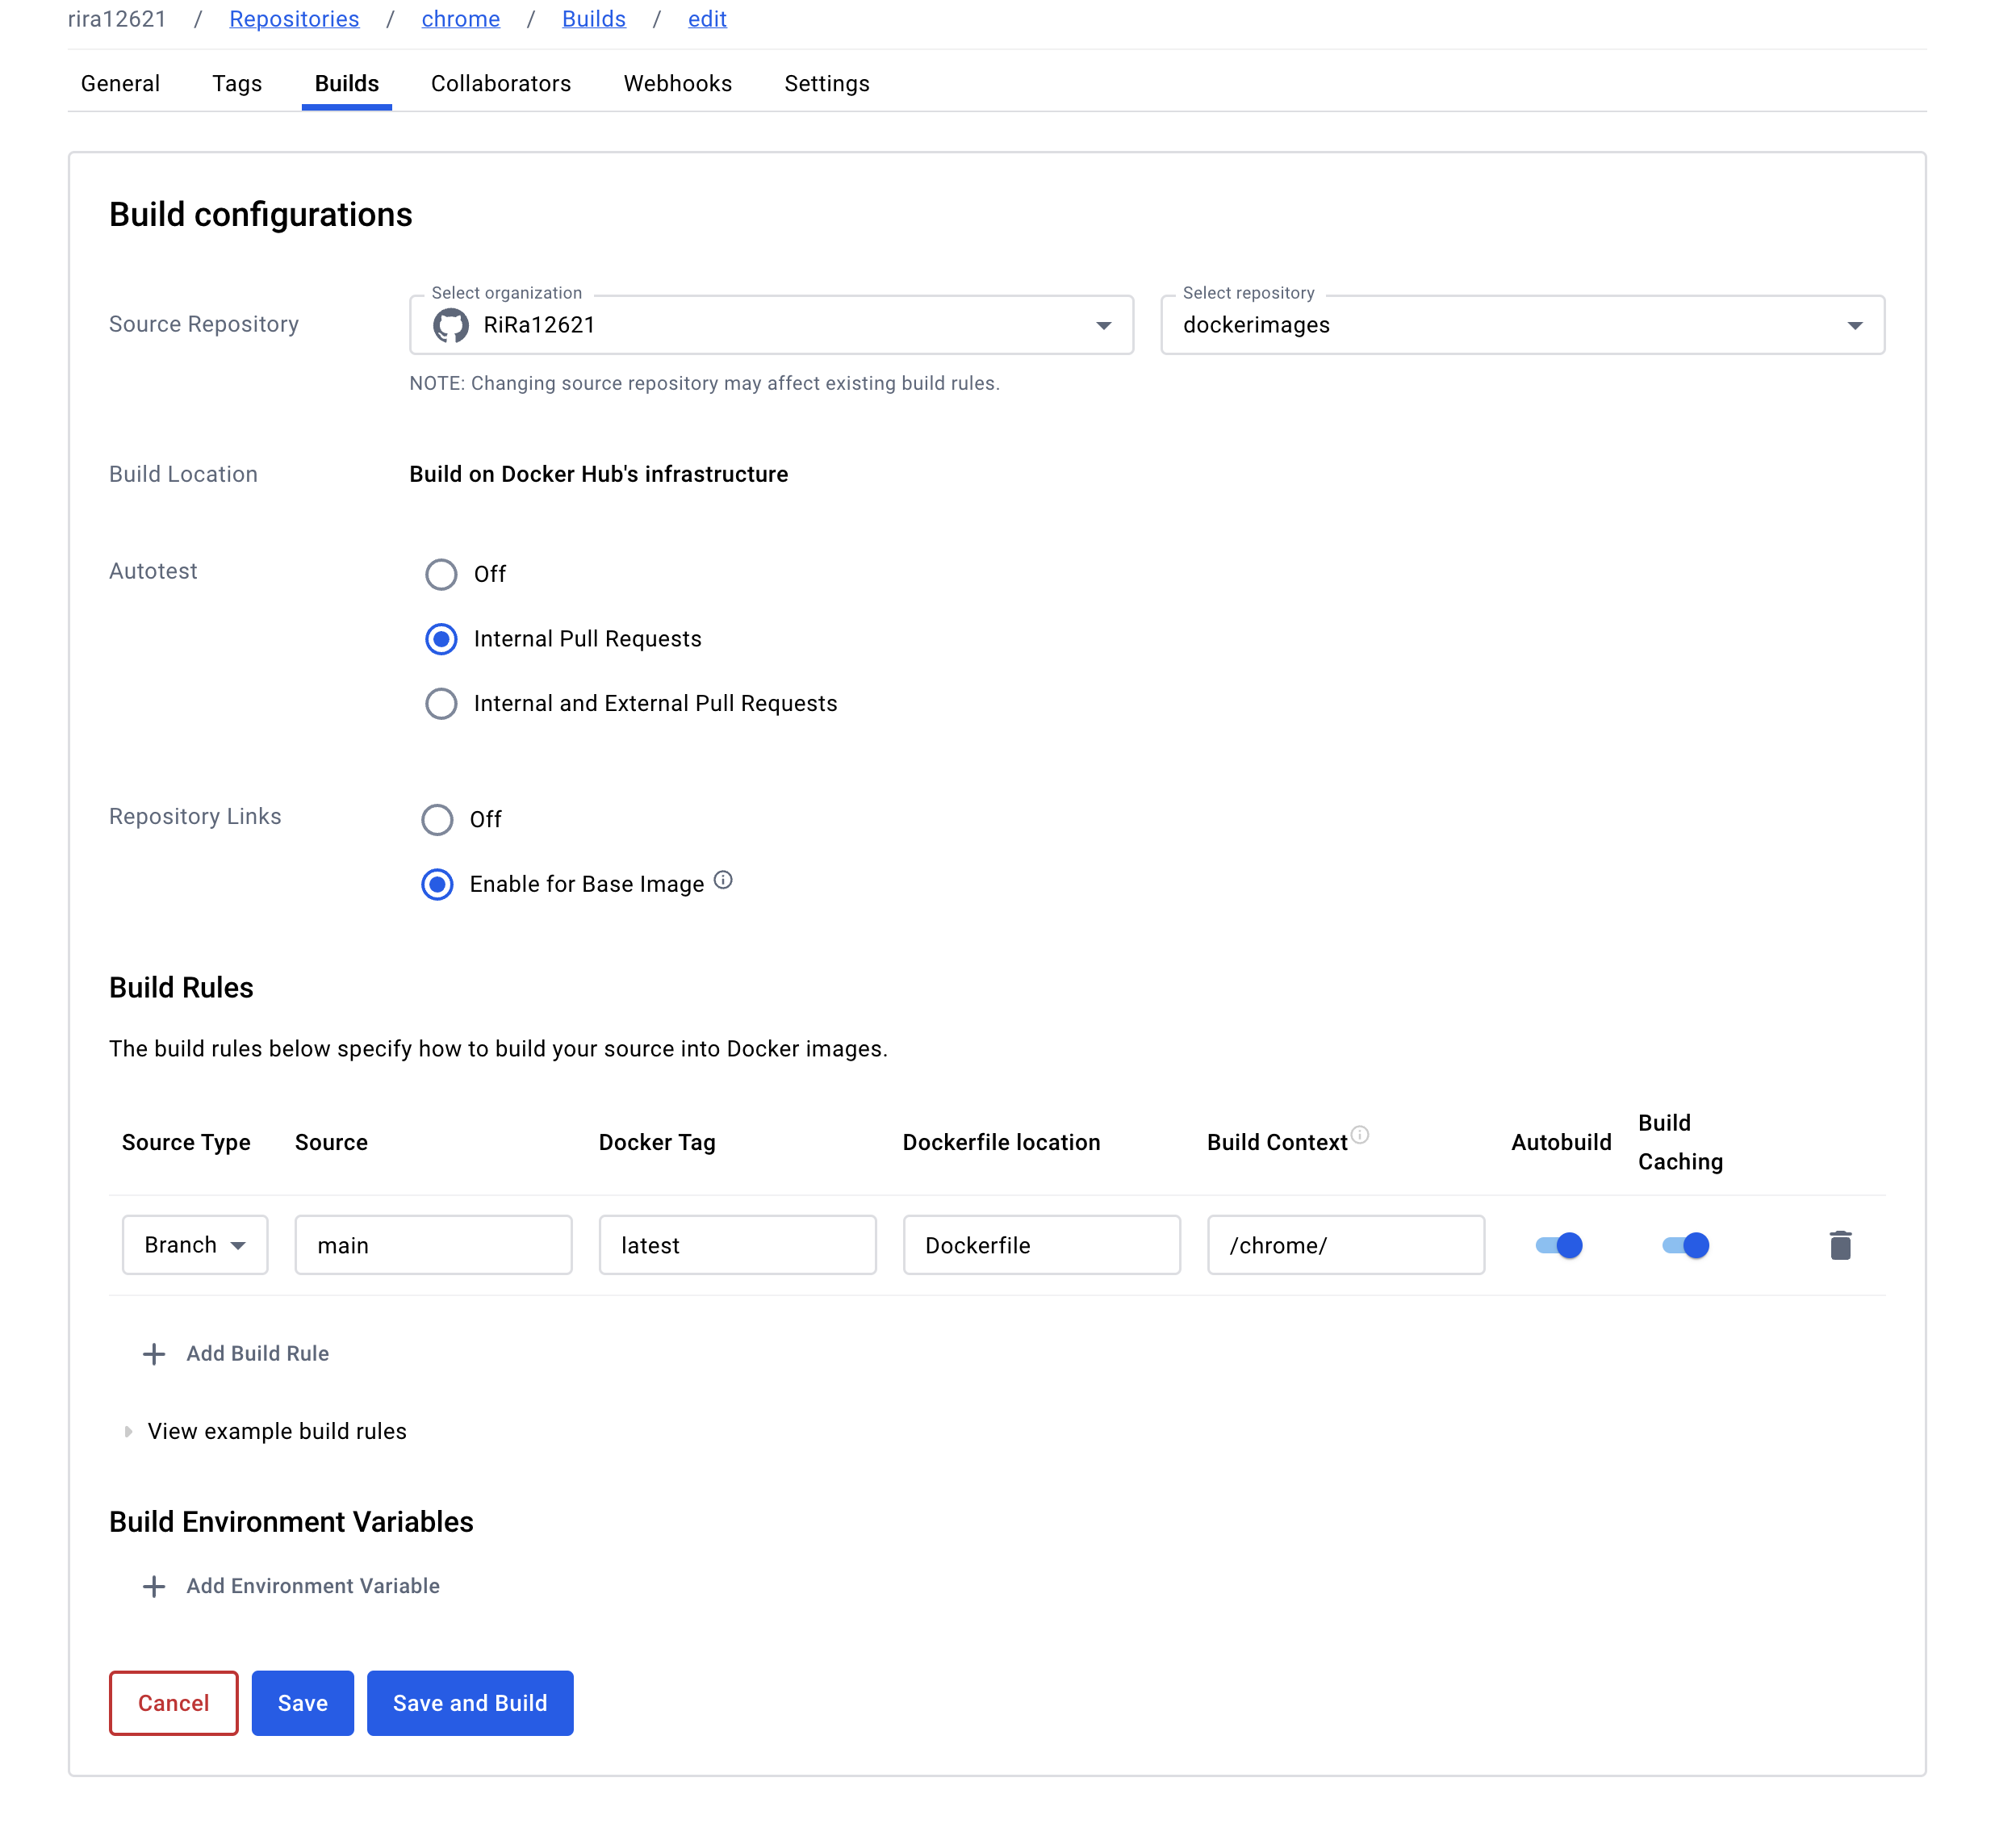 rira12621 / Repositories / chrome / Builds / edit
General Tags Builds Collaborators Webhooks Settings
Build configurations
Select organization Select repository
Source Repository RiRa12621 dockerimages
NOTE: Changing source repository may affect existing build rules.
Build Location Build on Docker Hub's infrastructure
Autotest Off
Internal Pull Requests
Internal and External Pull Requests
Repository Links Off
Enable for Base Image
Build Rules
The build rules below specify how to build your source into Docker images.
Source Type Source Docker Tag Dockerfile location Build Context Autobuild Build Caching
Branch main latest Dockerfile /chrome/
Add Build Rule
View example build rules
Build Environment Variables
Add Environment Variable
Cancel Save Save and Build